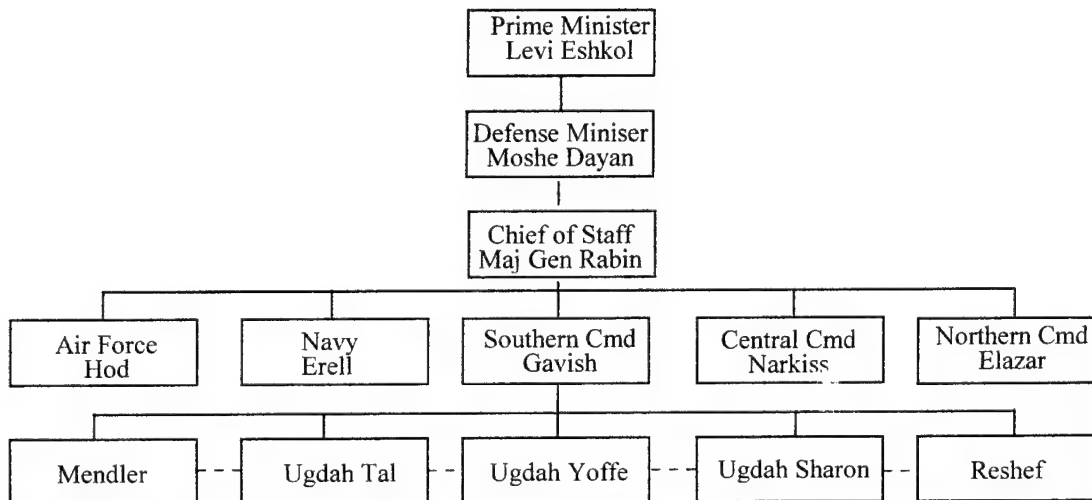 Prime Minister
Levi Eshkol
Defense Miniser
Moshe Dayan
Chief of Staff
Maj Gen Rabin
Air Force
Hod
Navy
Erell
Southern Cmd
Gavish
Central Cmd
Narkiss
Northern Cmd
Elazar
Mendler
Ugdah Tal
Ugdah Yoffe
Ugdah Sharon
Reshef